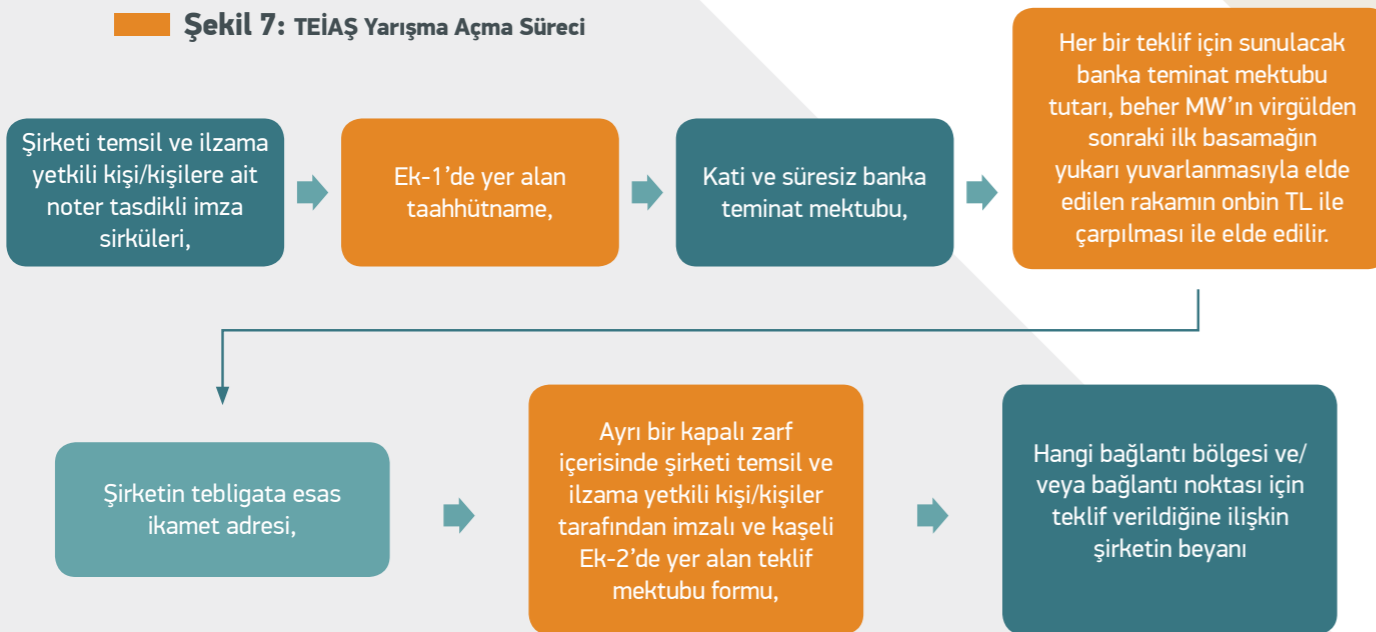 Şekil 7: TEİAŞ Yarışma Açma Süreci
Şirketi temsil ve ilzama
yetkili kişi/kişilere ait
noter tasdikli imza
sirküleri,
Ek-1’de yer alan
taahhütname,
Kati ve süresiz banka
teminat mektubu,
Her bir teklif için sunulacak
banka teminat mektubu
tutarı, beher MW’ın virgülden
sonraki ilk basamağın
yukarı yuvarlanmasıyla elde
edilen rakamın onbin TL ile
çarpılması ile elde edilir.
Şirketin tebligata esas
ikamet adresi,
Ayrı bir kapalı zarf
içerisinde şirketi temsil ve
ilzama yetkili kişi/kişiler
tarafından imzalı ve kaşeli
Ek-2’de yer alan teklif
mektubu formu,
Hangi bağlantı bölgesi ve/
veya bağlantı noktası için
teklif verildiğine ilişkin
şirketin beyanı